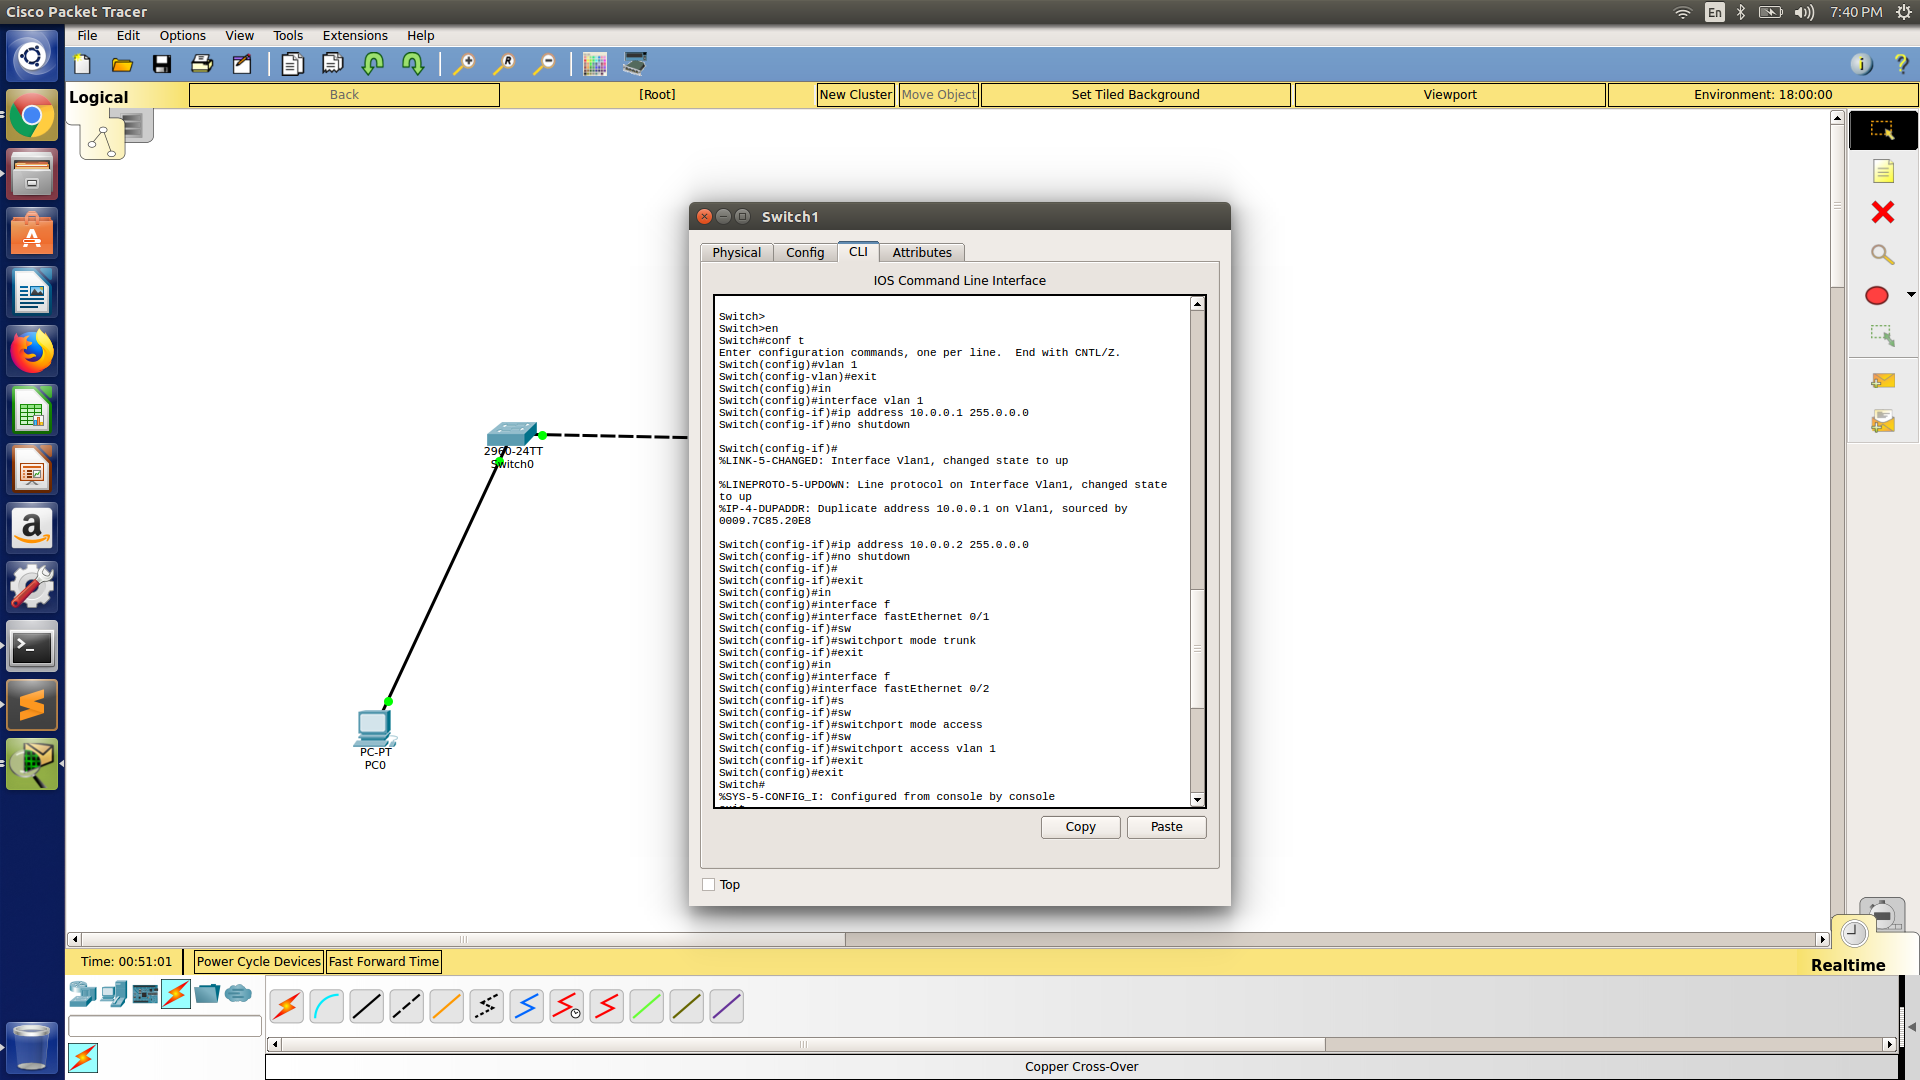 Cisco Packet Tracer
En
7:40 PM
File Edit Options View Tools Extensions Help
Logical
Back
[Root]
New Cluster
Move Object
Set Tiled Background
Viewport
Environment: 18:00:00
Switch1
Physical Config CLI Attributes
IOS Command Line Interface
Switch>
Switch>en
Switch#conf t
Enter configuration commands, one per line.  End with CNTL/Z.
Switch(config)#vlan 1
Switch(config-vlan)#exit
Switch(config)#in
Switch(config)#interface vlan 1
Switch(config-if)#ip address 10.0.0.1 255.0.0.0
Switch(config-if)#no shutdown
Switch(config-if)#
%LINK-5-CHANGED: Interface Vlan1, changed state to up
%LINEPROTO-5-UPDOWN: Line protocol on Interface Vlan1, changed state
to up
%IP-4-DUPADDR: Duplicate address 10.0.0.1 on Vlan1, sourced by
0009.7C85.20E8
Switch(config-if)#ip address 10.0.0.2 255.0.0.0
Switch(config-if)#no shutdown
Switch(config-if)#
Switch(config-if)#exit
Switch(config)#in
Switch(config)#interface f
Switch(config)#interface fastEthernet 0/1
Switch(config-if)#sw
Switch(config-if)#switchport mode trunk
Switch(config-if)#exit
Switch(config)#in
Switch(config)#interface f
Switch(config)#interface fastEthernet 0/2
Switch(config-if)#s
Switch(config-if)#sw
Switch(config-if)#switchport mode access
Switch(config-if)#sw
Switch(config-if)#switchport access vlan 1
Switch(config-if)#exit
Switch(config)#exit
Switch#
%SYS-5-CONFIG_I: Configured from console by console
Copy
Paste
Top
2960-24TT
Switch0
PC-PT
PC0
Time: 00:51:01
Power Cycle Devices
Fast Forward Time
Realtime
Copper Cross-Over